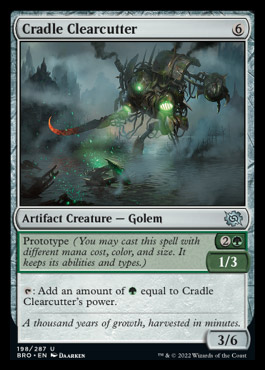 Cradle Clearcutter 6
Artifact Creature — Golem
Prototype (You may cast this spell with
different mana cost, color, and size. It
keeps its abilities and types.)
2
1/3
: Add an amount of equal to Cradle
Clearcutter's power.
A thousand years of growth, harvested in minutes.
3/6
198/287 U
BRO • EN DAARKEN
™ & © 2022 Wizards of the Coast